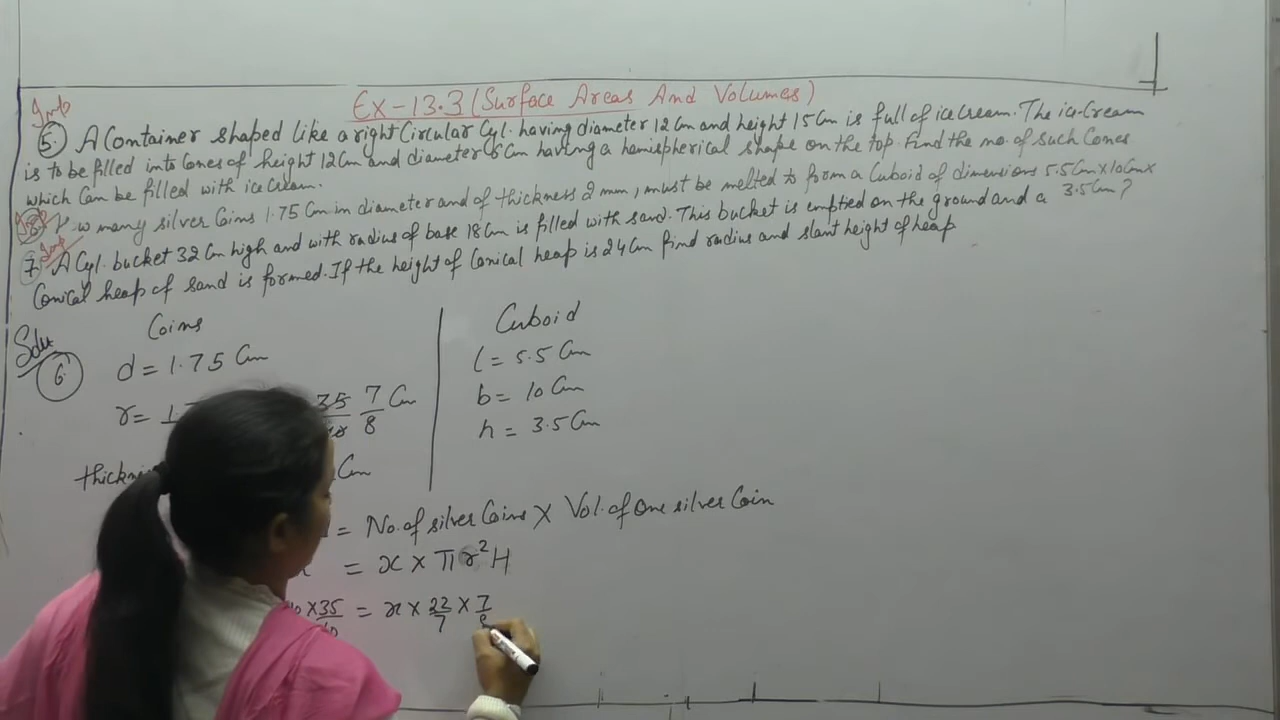 Ex-13.3 (Surface Areas And Volumes)
Imp
5. A Container shaped like a right Circular Cyl. having diameter 12 Cm and height 15 Cm is full of ice cream. The ice-Cream
is to be filled into Cones of height 12 Cm and diameter 6 Cm having a hemispherical shape on the top. Find the no. of such Cones
which Can be filled with ice cream.
6 many silver Coins 1.75 Cm in diameter and of thickness 2 mm, must be melted to form a Cuboid of dimensions 5.5 Cm × 10 Cm ×
3.5 Cm?
Imp
7. A Cyl. bucket 32 Cm high and with radius of base 18 Cm is filled with sand. This bucket is emptied on the ground and a
Conical heap of sand is formed. If the height of Conical heap is 24 Cm find radius and slant height of heap
Solu
6
Coins
d = 1.75 Cm
r = 35 7/8 Cm
Cm
Cuboid
l = 5.5 Cm
b = 10 Cm
h = 3.5 Cm
= No. of silver Coins × Vol. of One silver Coin
= x × πr²H
× 35/10 = x × 22/7 × 7/8